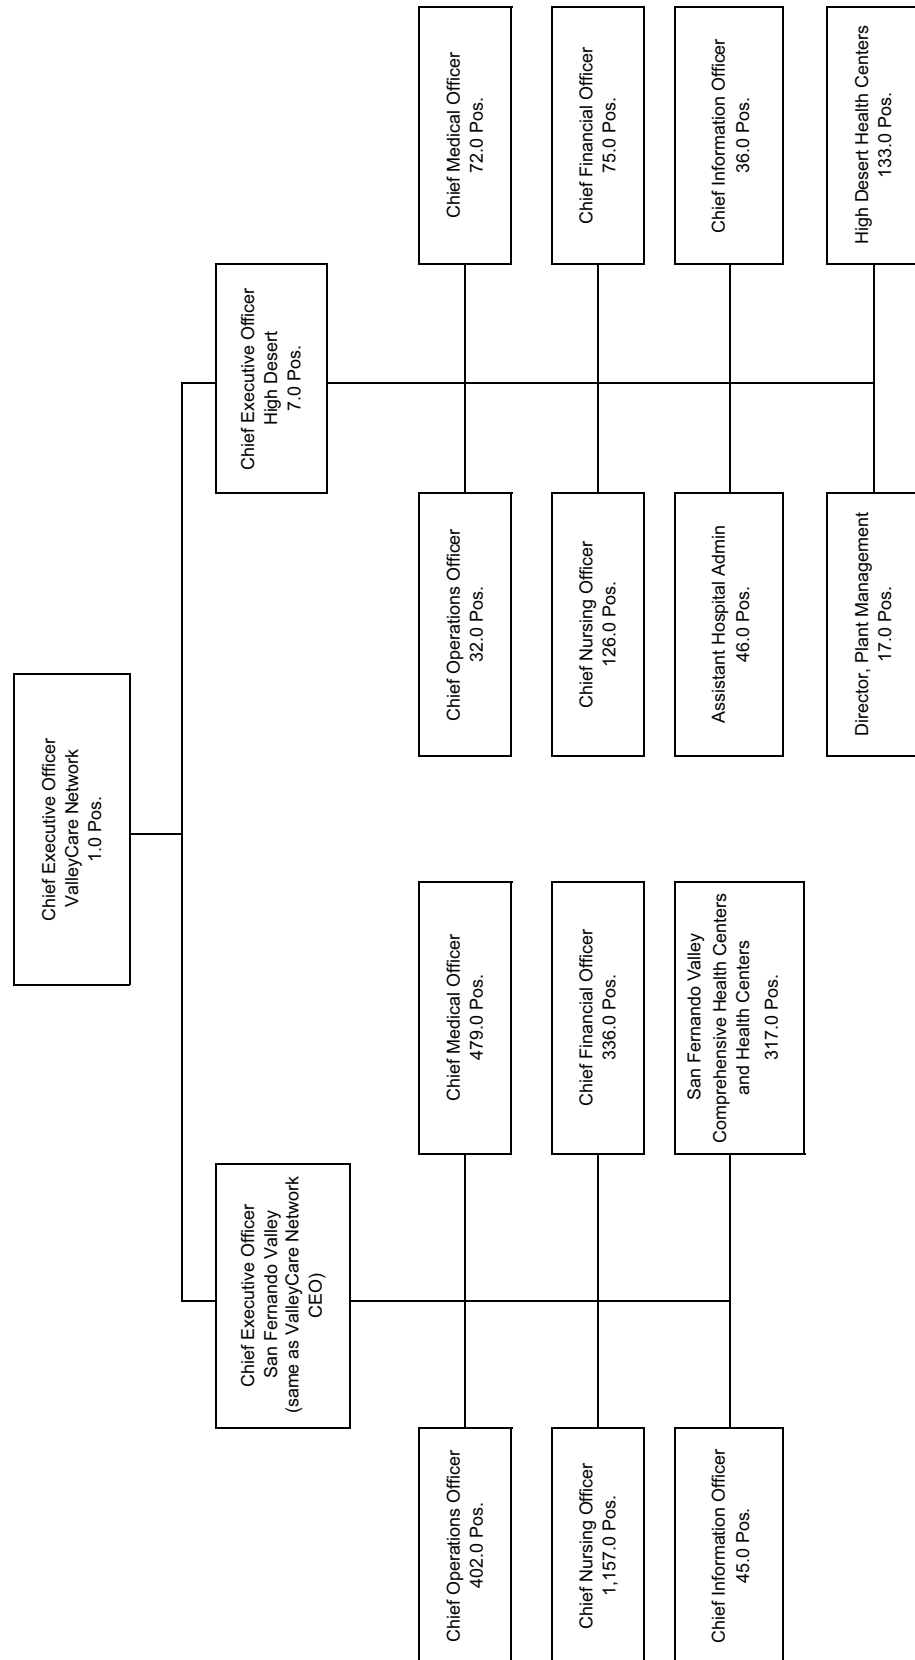 Chief Executive Officer
ValleyCare Network
1.0 Pos.
Chief Executive Officer
San Fernando Valley
(same as ValleyCare Network
CEO)
Chief Executive Officer
High Desert
7.0 Pos.
Chief Operations Officer
402.0 Pos.
Chief Medical Officer
479.0 Pos.
Chief Operations Officer
32.0 Pos.
Chief Medical Officer
72.0 Pos.
Chief Nursing Officer
1,157.0 Pos.
Chief Financial Officer
336.0 Pos.
Chief Nursing Officer
126.0 Pos.
Chief Financial Officer
75.0 Pos.
Chief Information Officer
45.0 Pos.
San Fernando Valley
Comprehensive Health Centers
and Health Centers
317.0 Pos.
Assistant Hospital Admin
46.0 Pos.
Chief Information Officer
36.0 Pos.
Director, Plant Management
17.0 Pos.
High Desert Health Centers
133.0 Pos.